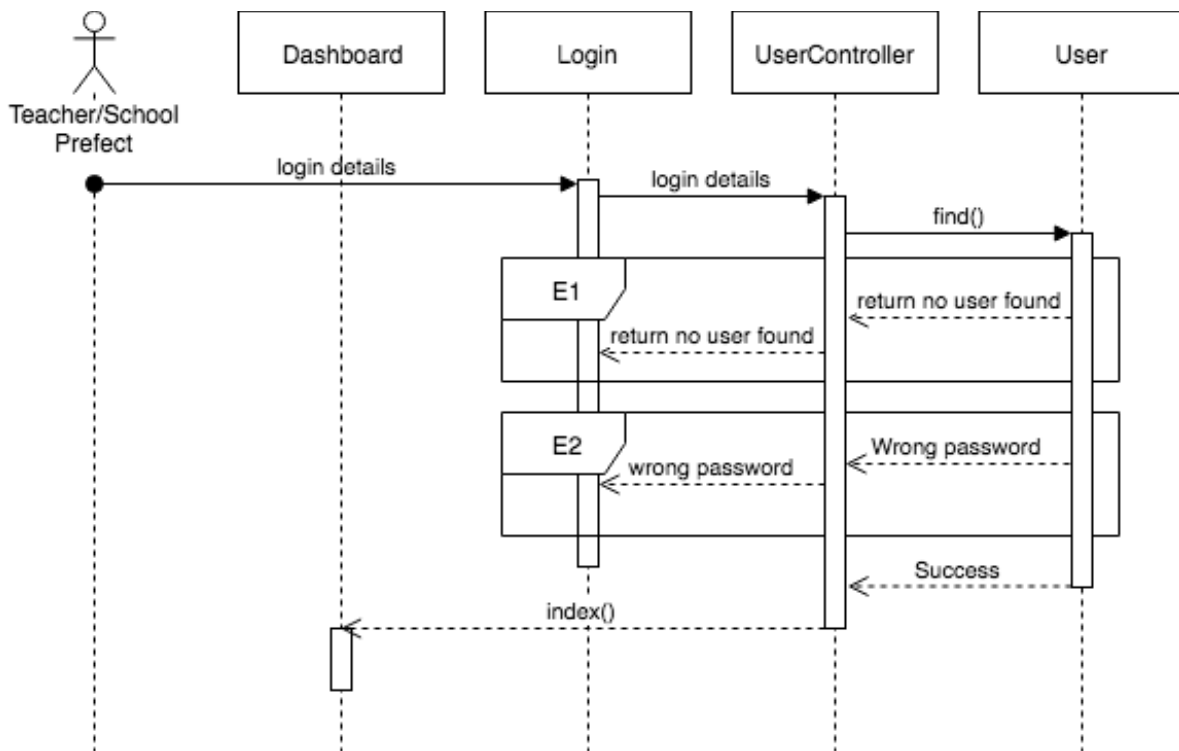 Dashboard
Login
UserController
User
Teacher/School
Prefect
login details
login details
find()
E1
return no user found
return no user found
E2
Wrong password
wrong password
Success
index()